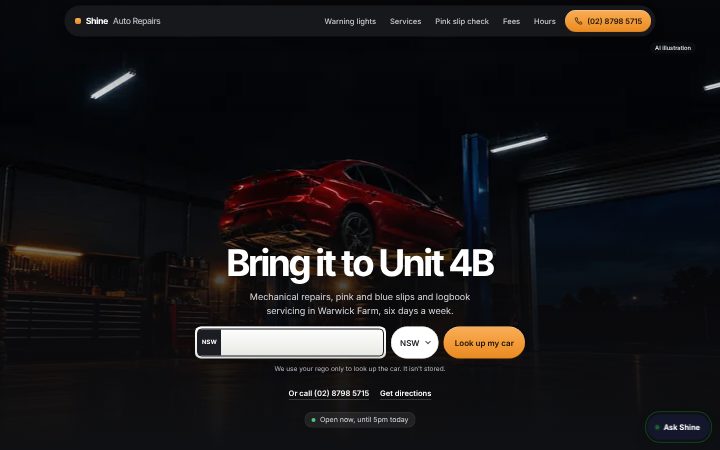 Shine Auto Repairs
Warning lights Services Pink slip check Fees Hours (02) 8798 5715
AI illustration
Bring it to Unit 4B
Mechanical repairs, pink and blue slips and logbook
servicing in Warwick Farm, six days a week.
NSW NSW Look up my car
We use your rego only to look up the car. It isn't stored.
Or call (02) 8798 5715 Get directions
Open now, until 5pm today
Ask Shine